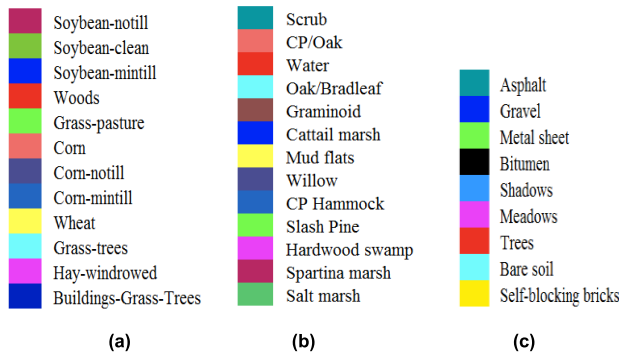 Soybean-notill
Soybean-clean
Soybean-mintill
Woods
Grass-pasture
Corn
Corn-notill
Corn-mintill
Wheat
Grass-trees
Hay-windrowed
Buildings-Grass-Trees
(a)
Scrub
CP/Oak
Water
Oak/Bradleaf
Graminoid
Cattail marsh
Mud flats
Willow
CP Hammock
Slash Pine
Hardwood swamp
Spartina marsh
Salt marsh
(b)
Asphalt
Gravel
Metal sheet
Bitumen
Shadows
Meadows
Trees
Bare soil
Self-blocking bricks
(c)